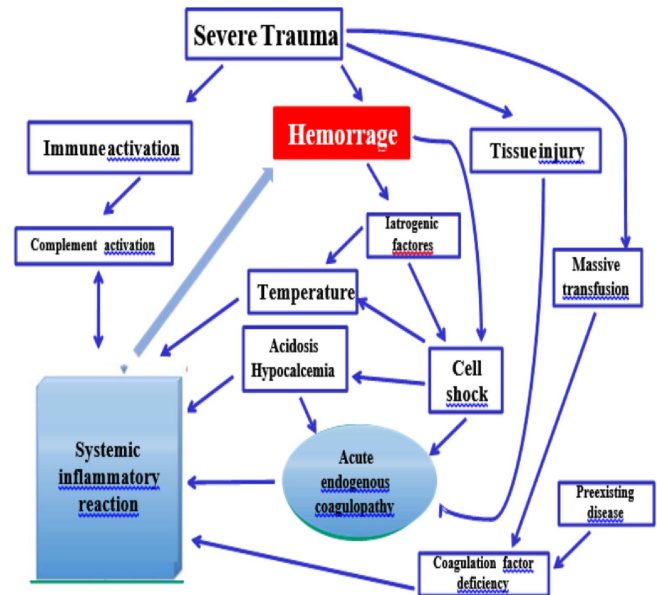 Severe Trauma
Hemorrage
Immune activation
Tissue injury
Complement activation
Iatrogenic
factores
Massive
transfusion
Temperature
Acidosis
Hypocalcemia
Cell
shock
Systemic
inflammatory
reaction
Acute
endogenous
coagulopathy
Preexisting
disease
Coagulation factor
deficiency